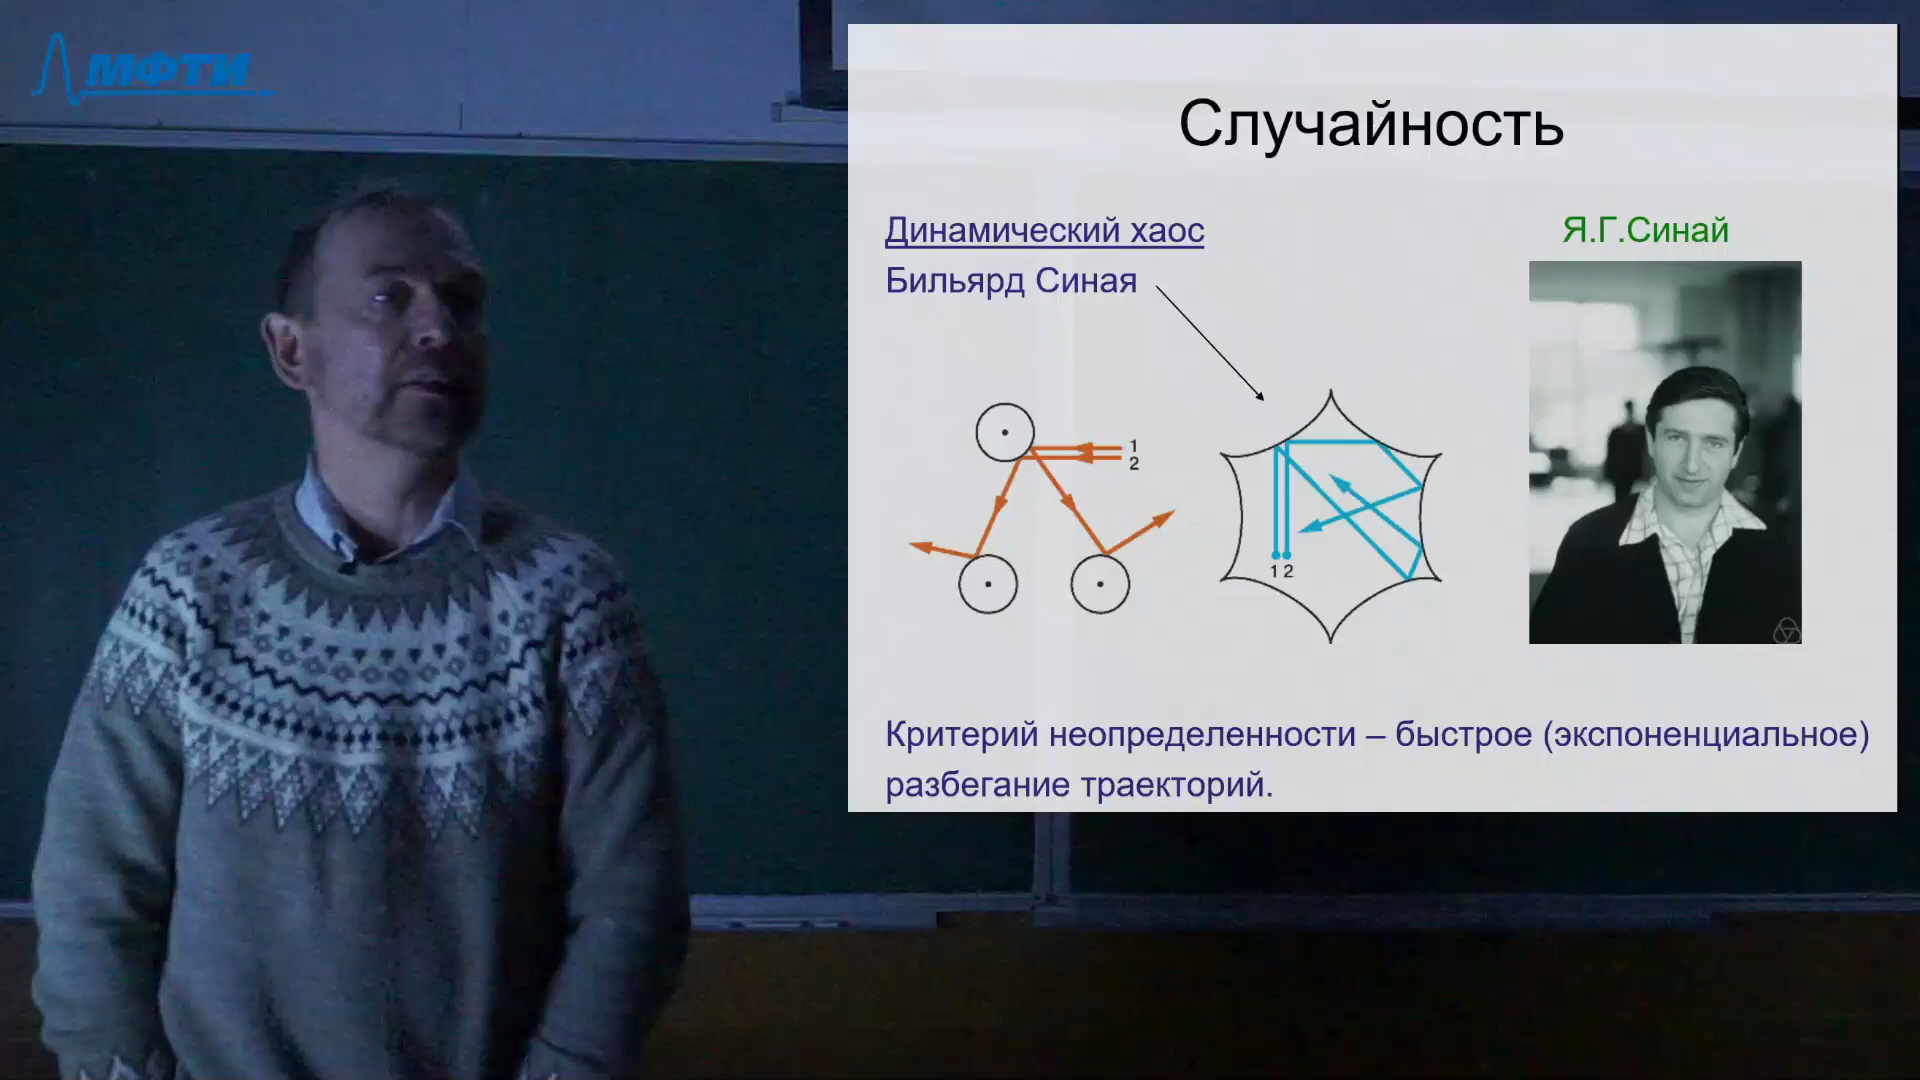 МФТИ
Случайность
Динамический хаос
Я.Г.Синай
Бильярд Синая
1
2
1 2
Критерий неопределенности – быстрое (экспоненциальное)
разбегание траекторий.